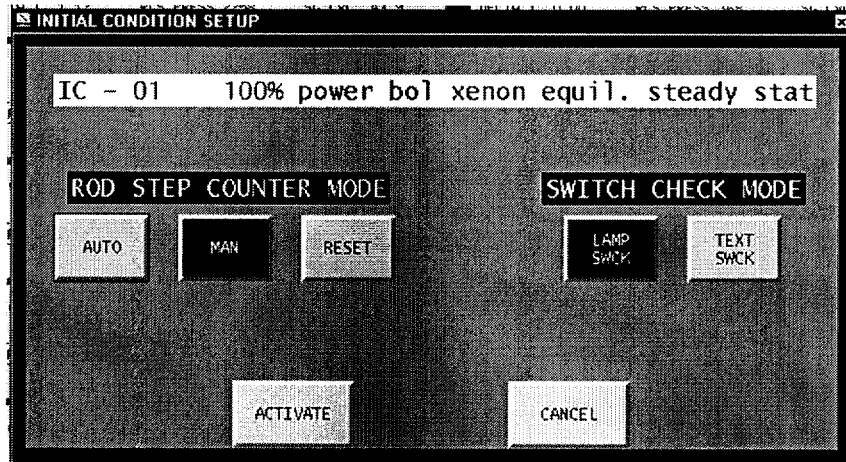 INITIAL CONDITION SETUP
IC - 01 100% power bol xenon equil. steady stat
ROD STEP COUNTER MODE
SWITCH CHECK MODE
AUTO
MAN
RESET
LAMP
SWCK
TEXT
SWCK
ACTIVATE
CANCEL